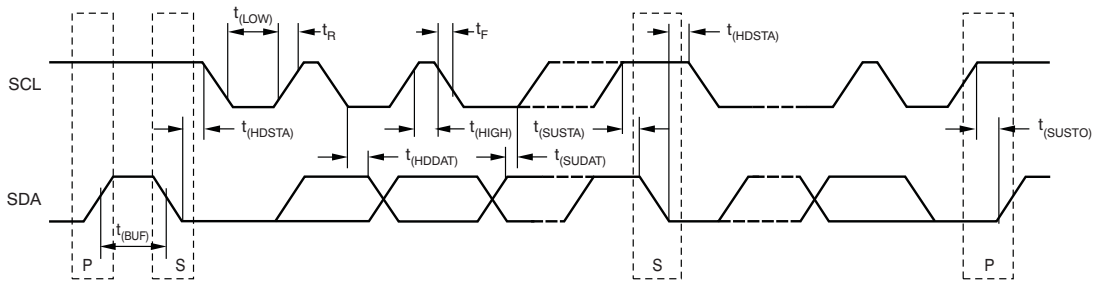 t(LOW)
tR
tF
t(HDSTA)
SCL
t(HDSTA)
t(HIGH)
t(SUSTA)
t(SUSTO)
t(HDDAT)
t(SUDAT)
SDA
t(BUF)
P
S
S
P